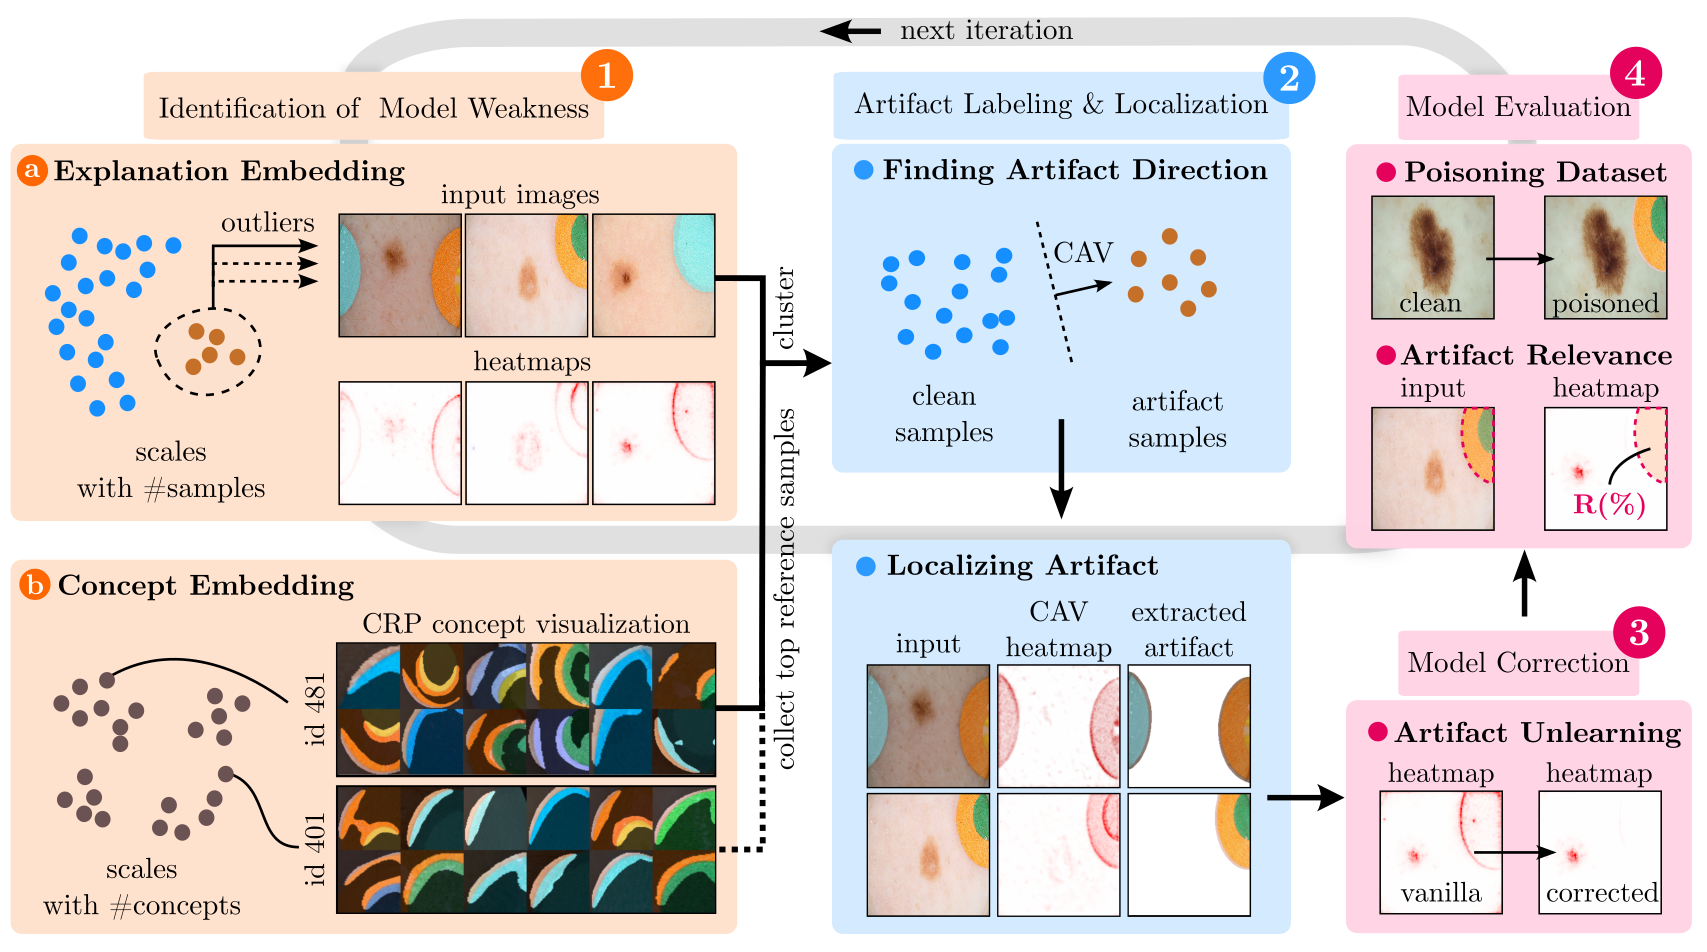 next iteration
1
Identification of Model Weakness
a Explanation Embedding
outliers
input images
heatmaps
scales
with #samples
cluster
collect top reference samples
b Concept Embedding
CRP concept visualization
id 481
id 401
scales
with #concepts
2
Artifact Labeling & Localization
Finding Artifact Direction
CAV
clean
samples
artifact
samples
Localizing Artifact
input
CAV
heatmap
extracted
artifact
3
Model Correction
Artifact Unlearning
heatmap
heatmap
vanilla
corrected
4
Model Evaluation
Poisoning Dataset
clean
poisoned
Artifact Relevance
input
heatmap
R(%)